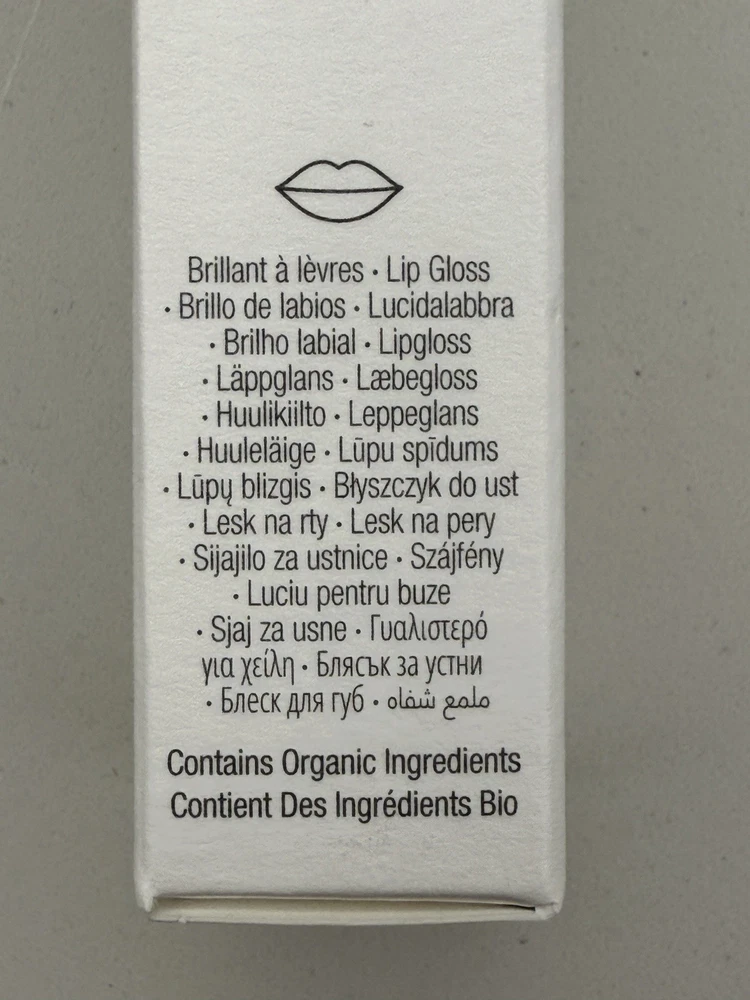 Brillant à lèvres · Lip Gloss
· Brillo de labios · Lucidalabbra
· Brilho labial · Lipgloss
· Läppglans · Læbegloss
· Huulikiilto · Leppeglans
· Huuleläige · Lūpu spīdums
· Lūpų blizgis · Błyszczyk do ust
· Lesk na rty · Lesk na pery
· Sijajilo za ustnice · Szájfény
· Luciu pentru buze
· Sjaj za usne · Γυαλιστερό
για χείλη · Блясък за устни
· Блеск для губ · ملمع شفاه
Contains Organic Ingredients
Contient Des Ingrédients Bio